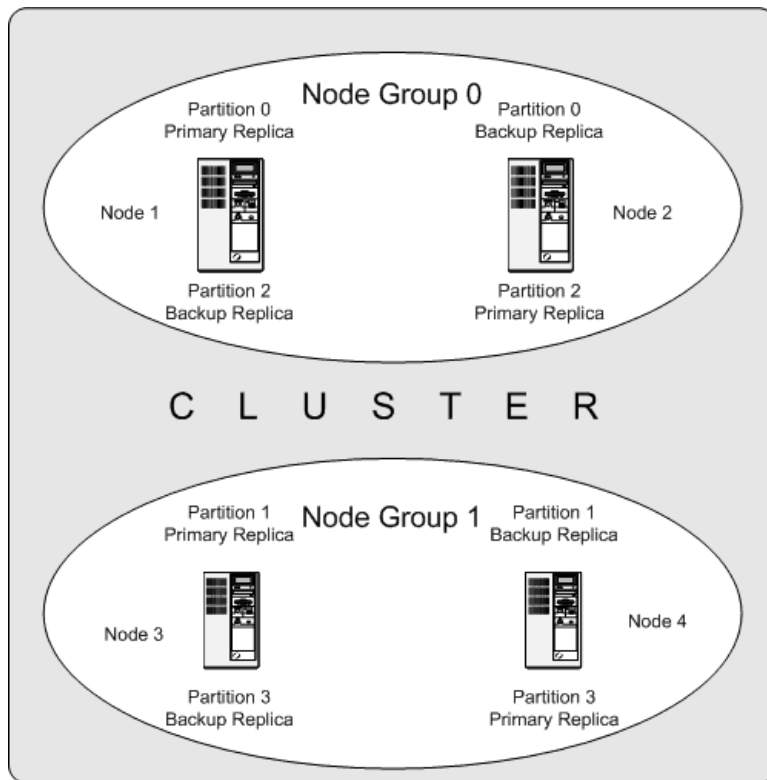 Node Group 0
Partition 0
Primary Replica
Partition 0
Backup Replica
Node 1
Node 2
Partition 2
Backup Replica
Partition 2
Primary Replica
C L U S T E R
Node Group 1
Partition 1
Primary Replica
Partition 1
Backup Replica
Node 3
Node 4
Partition 3
Backup Replica
Partition 3
Primary Replica